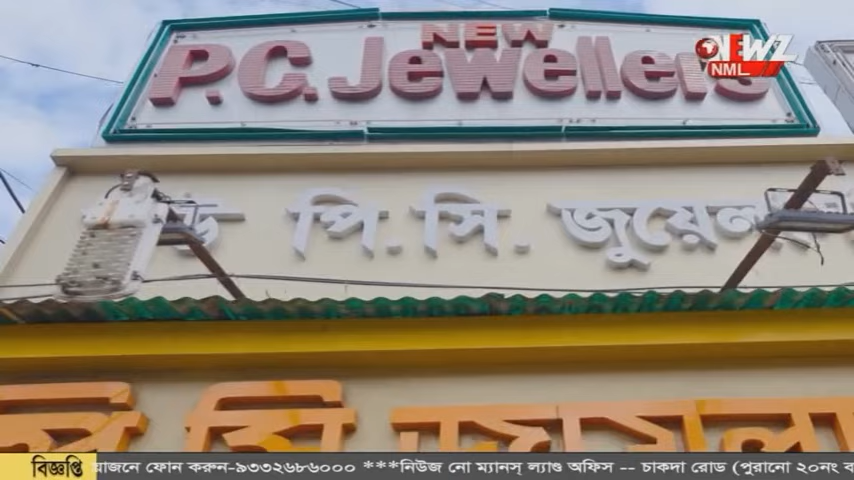 NEW
P.C Jewellers
NEWZ
NML
উ পি.সি. জুয়েলা
পি জুয়েলা
বিজ্ঞপ্তি য়োজনে ফোন করুন-৯৩৩২৬৮৬০০০ ***নিউজ নো ম্যানস্ ল্যাণ্ড অফিস -- চাকদা রোড (পুরানো ২০নং ব